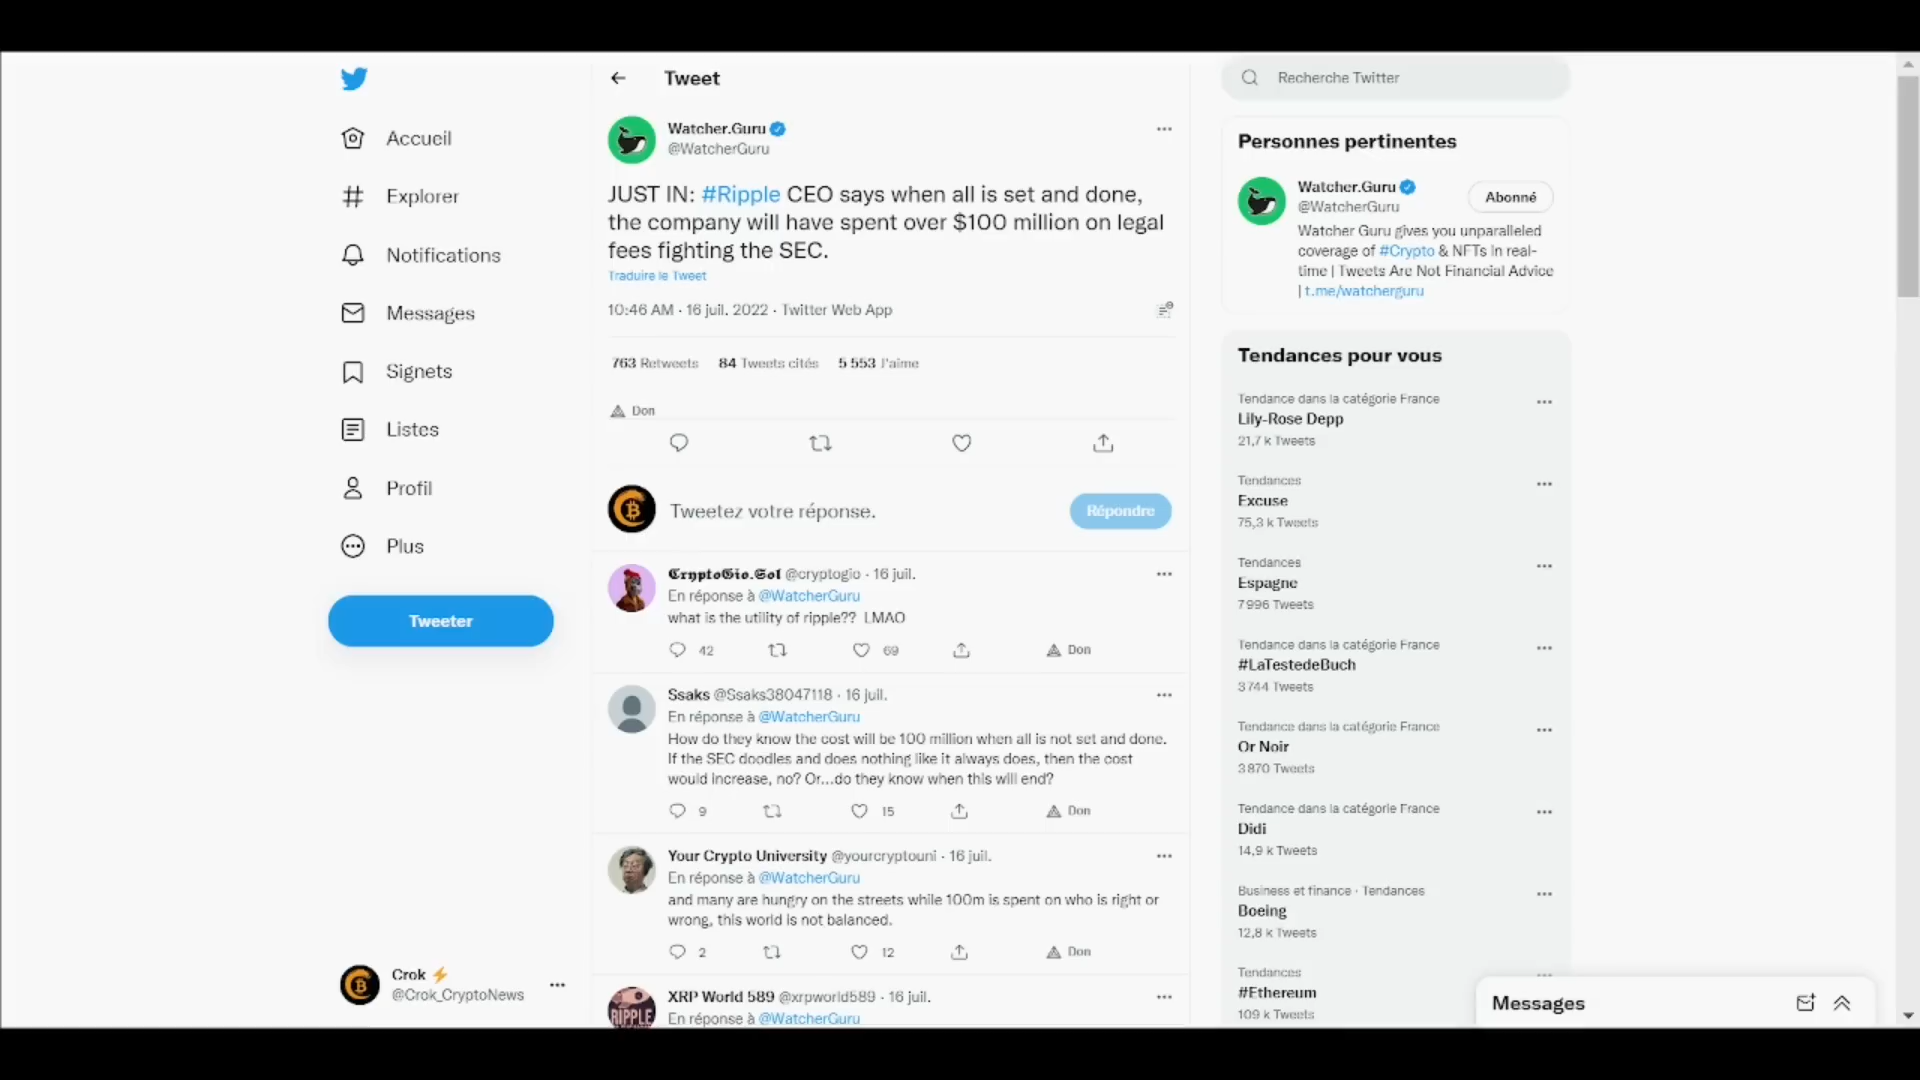 Accueil
Explorer
Notifications
Messages
Signets
Listes
Profil
Plus
Tweeter
Crok ⚡
@Crok_CryptoNews
Tweet
Watcher.Guru
@WatcherGuru
JUST IN: #Ripple CEO says when all is set and done,
the company will have spent over $100 million on legal
fees fighting the SEC.
Traduire le Tweet
10:46 AM · 16 juil. 2022 · Twitter Web App
763 Retweets 84 Tweets cités 5 553 J'aime
Don
Tweetez votre réponse.
Répondre
CryptoGio.Sol @cryptogio · 16 juil.
En réponse à @WatcherGuru
what is the utility of ripple?? LMAO
42 69 Don
Ssaks @Ssaks38047118 · 16 juil.
En réponse à @WatcherGuru
How do they know the cost will be 100 million when all is not set and done.
If the SEC doodles and does nothing like it always does, then the cost
would increase, no? Or...do they know when this will end?
9 15 Don
Your Crypto University @yourcryptouni · 16 juil.
En réponse à @WatcherGuru
and many are hungry on the streets while 100m is spent on who is right or
wrong, this world is not balanced.
2 12 Don
RIPPLE
XRP World 589 @xrpworld589 · 16 juil.
En réponse à @WatcherGuru
Recherche Twitter
Personnes pertinentes
Watcher.Guru
@WatcherGuru
Abonné
Watcher Guru gives you unparalleled
coverage of #Crypto & NFTs in real-
time | Tweets Are Not Financial Advice
| t.me/watcherguru
Tendances pour vous
Tendance dans la catégorie France
Lily-Rose Depp
21,7 k Tweets
Tendances
Excuse
75,3 k Tweets
Tendances
Espagne
7 996 Tweets
Tendance dans la catégorie France
#LaTestedeBuch
3 744 Tweets
Tendance dans la catégorie France
Or Noir
3 870 Tweets
Tendance dans la catégorie France
Didi
14,9 k Tweets
Business et finance · Tendances
Boeing
12,8 k Tweets
Tendances
#Ethereum
109 k Tweets
Messages